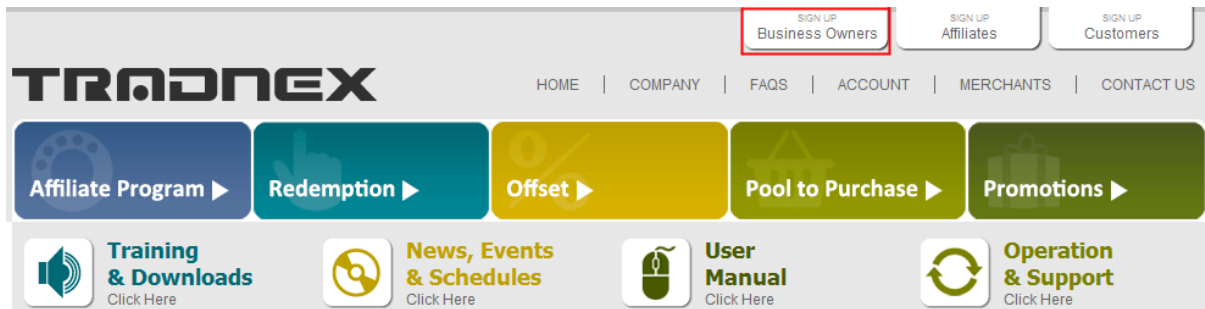 SIGN UP SIGN UP SIGN UP
Business Owners Affiliates Customers
TRADNEX
HOME | COMPANY | FAQS | ACCOUNT | MERCHANTS | CONTACT US
Affiliate Program Redemption Offset Pool to Purchase Promotions
Training
& Downloads
Click Here
News, Events
& Schedules
Click Here
User
Manual
Click Here
Operation
& Support
Click Here